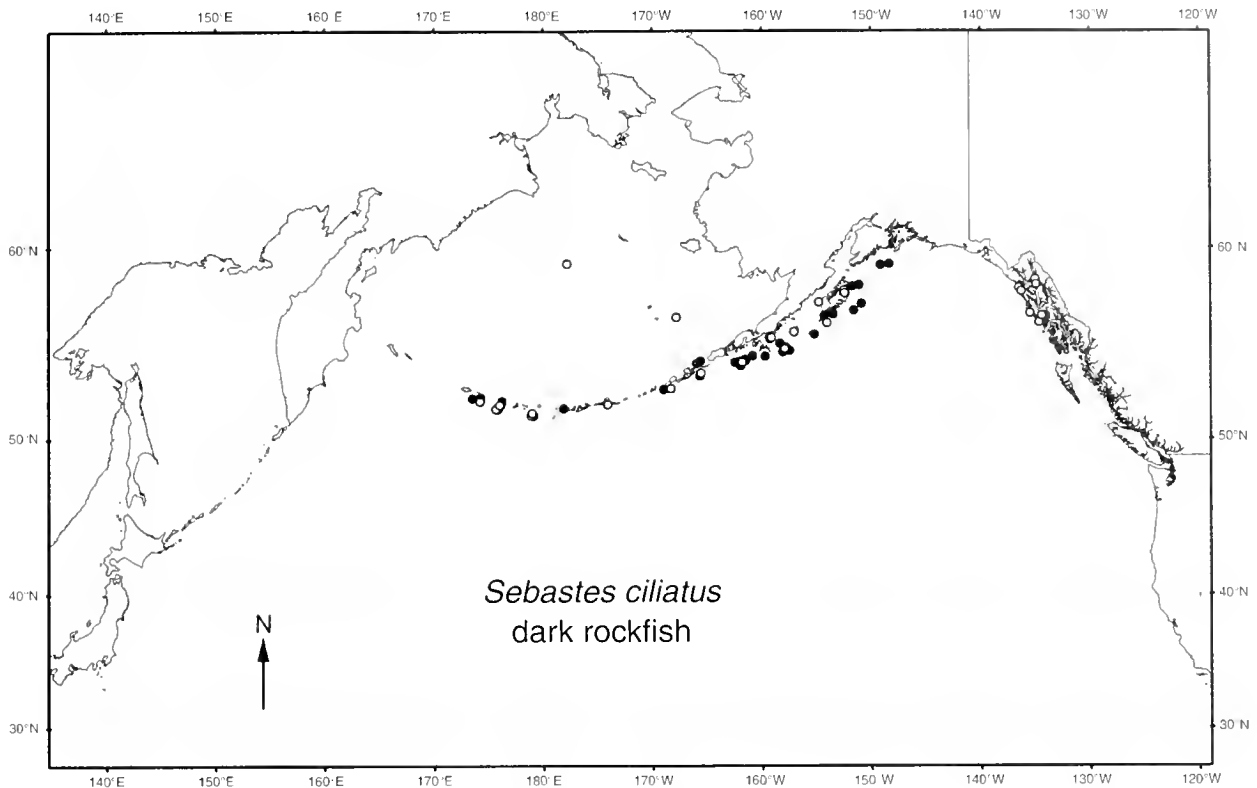 140°E 150°E 160°E 170°E 180°E 170°W 160°W 150°W 140°W 130°W 120°W
60°N 60 N
50°N 50°N
Sebastes ciliatus
40°N 40°N
dark rockfish
N
30°N 30°N
140°E 150°E 160°E 170°E 180°E 170°W 160°W 150 W 140°W 130°W 120°W